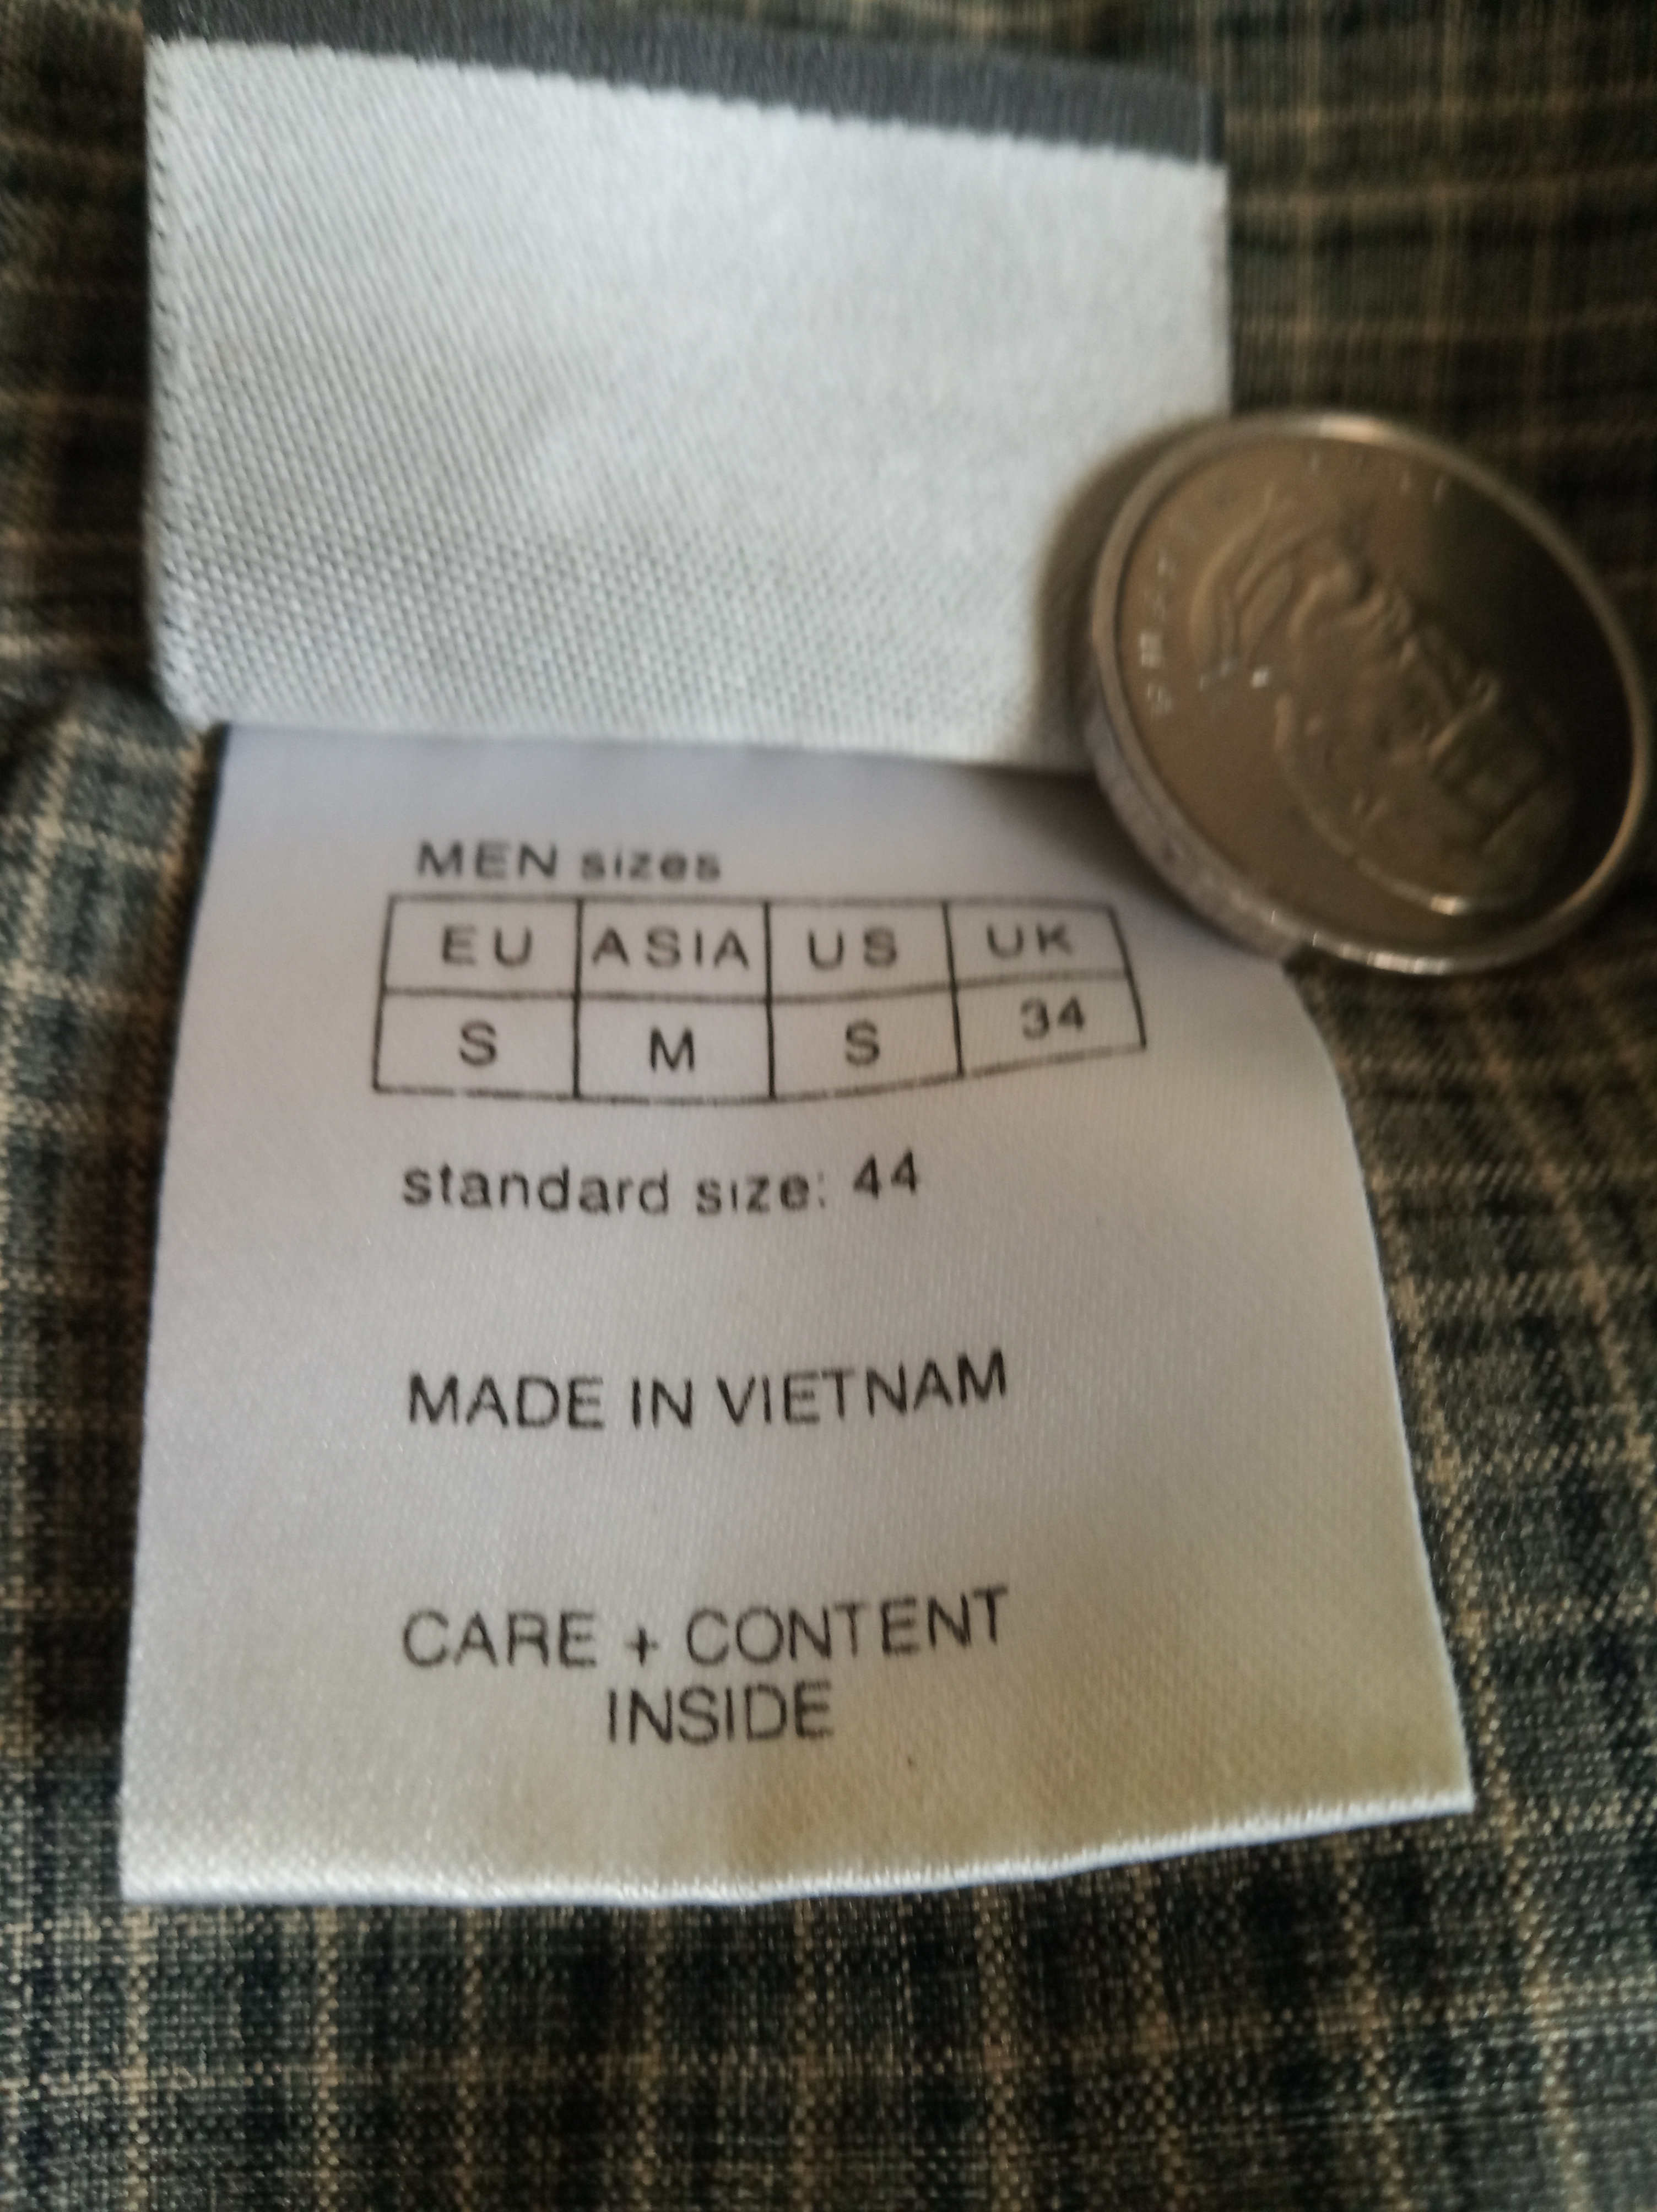 MEN sizes
EU ASIA US UK
S M S 34
standard size: 44
MADE IN VIETNAM
CARE + CONTENT
INSIDE